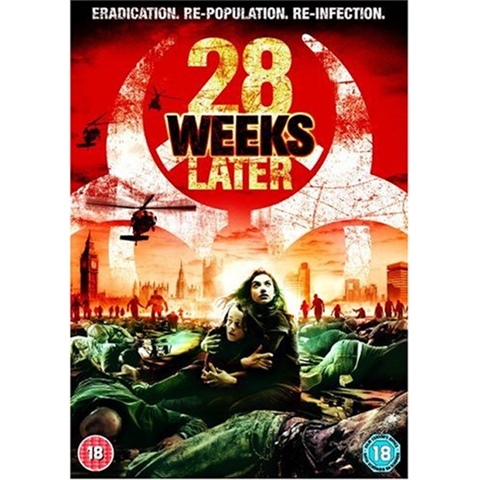 ERADICATION. RE-POPULATION. RE-INFECTION.
28
WEEKS
LATER
18
18